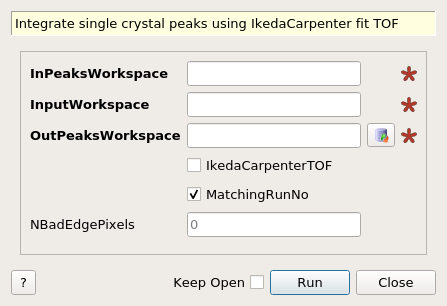 Integrate single crystal peaks using IkedaCarpenter fit TOF
InPeaksWorkspace
InputWorkspace
OutPeaksWorkspace
IkedaCarpenterTOF
MatchingRunNo
NBadEdgePixels 0
? Keep Open Run Close